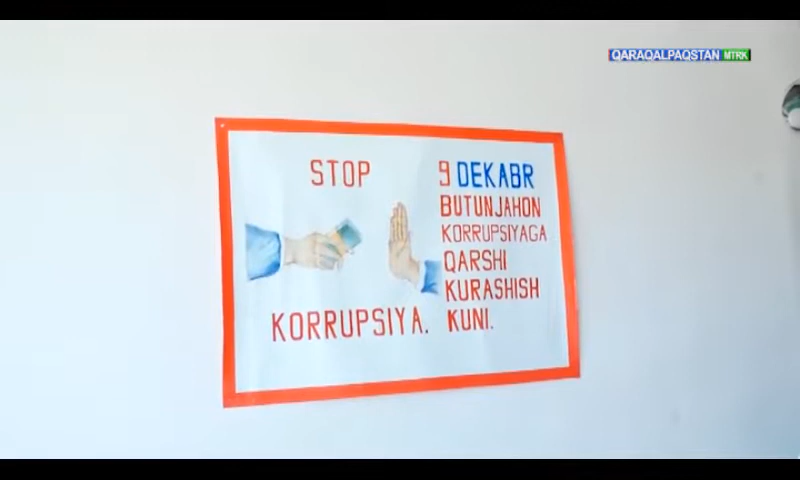 QARAQALPAQSTAN MTRK
STOP
KORRUPSIYA.
9 DEKABR
BUTUNJAHON
KORRUPSIYAGA
QARSHI
KURASHISH
KUNI.